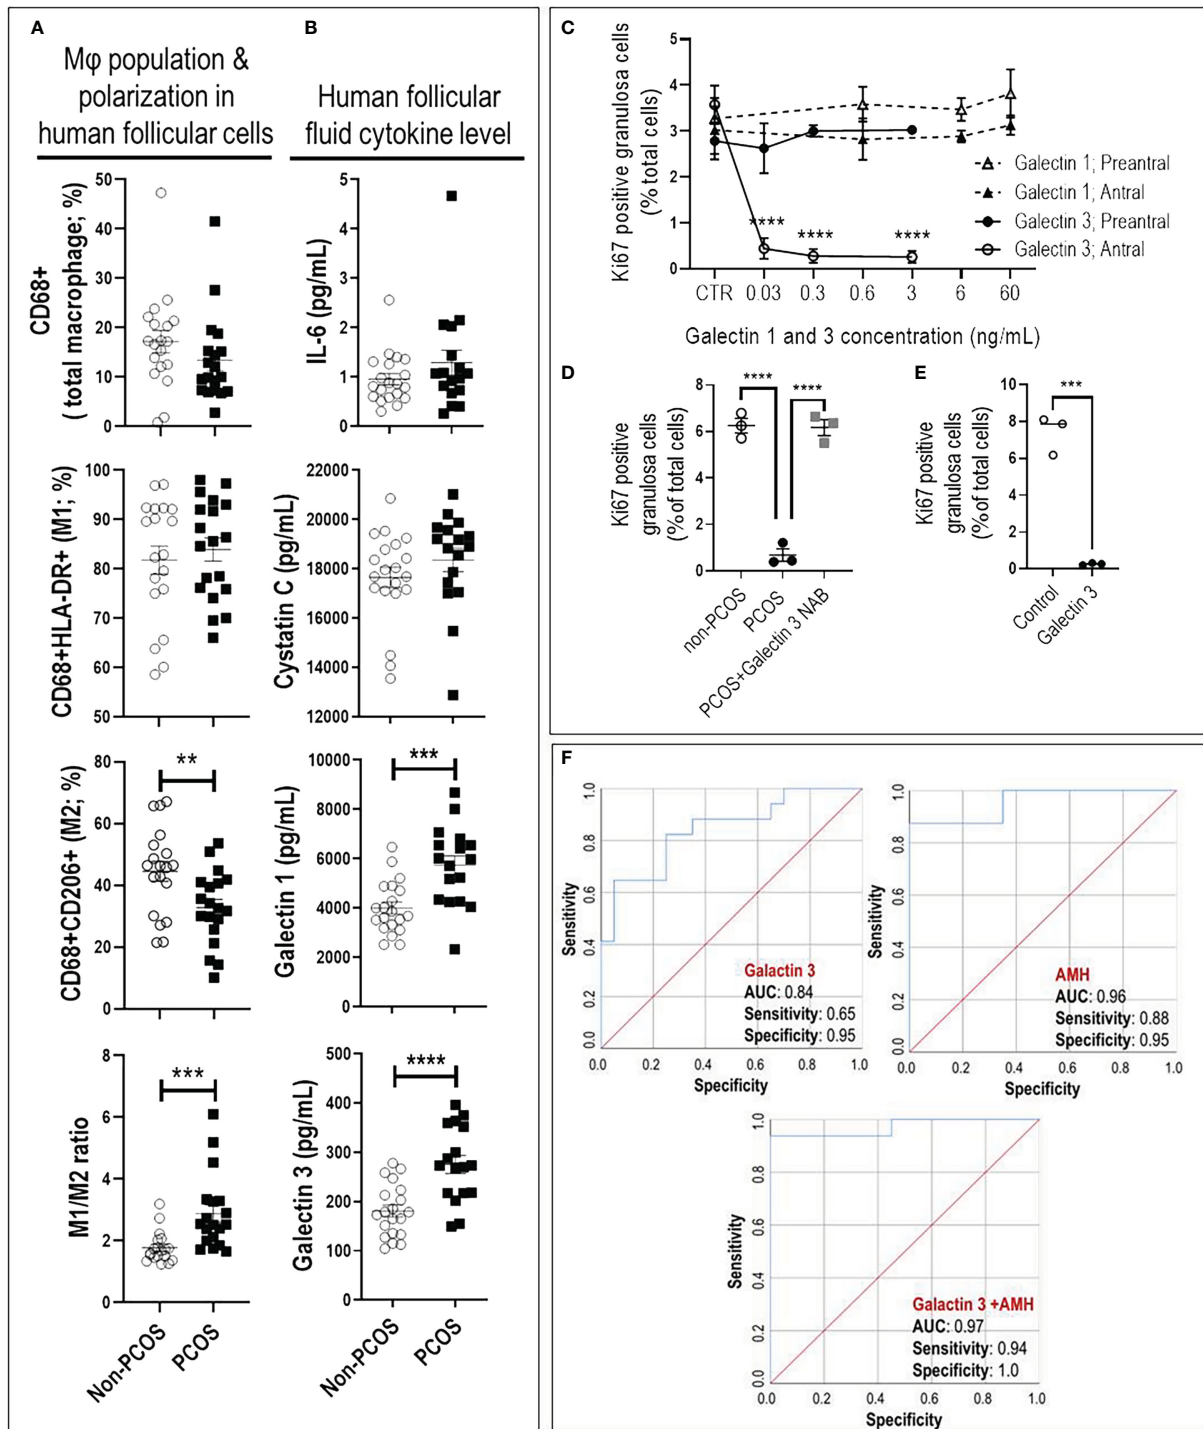 A
Mφ population &
polarization in
human follicular cells
CD68+
( total macrophage; %)
50
40
30
20
10
0
CD68+HLA-DR+ (M1; %)
100
90
80
70
60
50
CD68+CD206+ (M2; %)
80
60
40
20
0
**
M1/M2 ratio
8
6
4
2
0
***
Non-PCOS
PCOS
B
Human follicular
fluid cytokine level
IL-6 (pg/mL)
5
4
3
2
1
0
Cystatin C (pg/mL)
22000
20000
18000
16000
14000
12000
Galectin 1 (pg/mL)
10000
8000
6000
4000
2000
0
***
Galectin 3 (pg/mL)
500
400
300
200
100
0
****
Non-PCOS
PCOS
C
Ki67 positive granulosa cells
(% total cells)
5
4
3
2
1
0
****
****
****
Galectin 1; Preantral
Galectin 1; Antral
Galectin 3; Preantral
Galectin 3; Antral
CTR 0.03 0.3 0.6 3 6 60
Galectin 1 and 3 concentration (ng/mL)
D
Ki67 positive
granulosa cells
(% of total cells)
8
6
4
2
0
****
****
non-PCOS
PCOS
PCOS+Galectin 3 NAB
E
Ki67 positive
granulosa cells
(% of total cells)
10
8
6
4
2
0
***
Control
Galectin 3
F
Sensitivity
1.0
0.8
0.6
0.4
0.2
0.0
Galactin 3
AUC: 0.84
Sensitivity: 0.65
Specificity: 0.95
0.0 0.2 0.4 0.6 0.8 1.0
Specificity
Sensitivity
1.0
0.8
0.6
0.4
0.2
0.0
AMH
AUC: 0.96
Sensitivity: 0.88
Specificity: 0.95
0.0 0.2 0.4 0.6 0.8 1.0
Specificity
Sensitivity
1.0
0.8
0.6
0.4
0.2
0.0
Galactin 3 +AMH
AUC: 0.97
Sensitivity: 0.94
Specificity: 1.0
0.0 0.2 0.4 0.6 0.8 1.0
Specificity